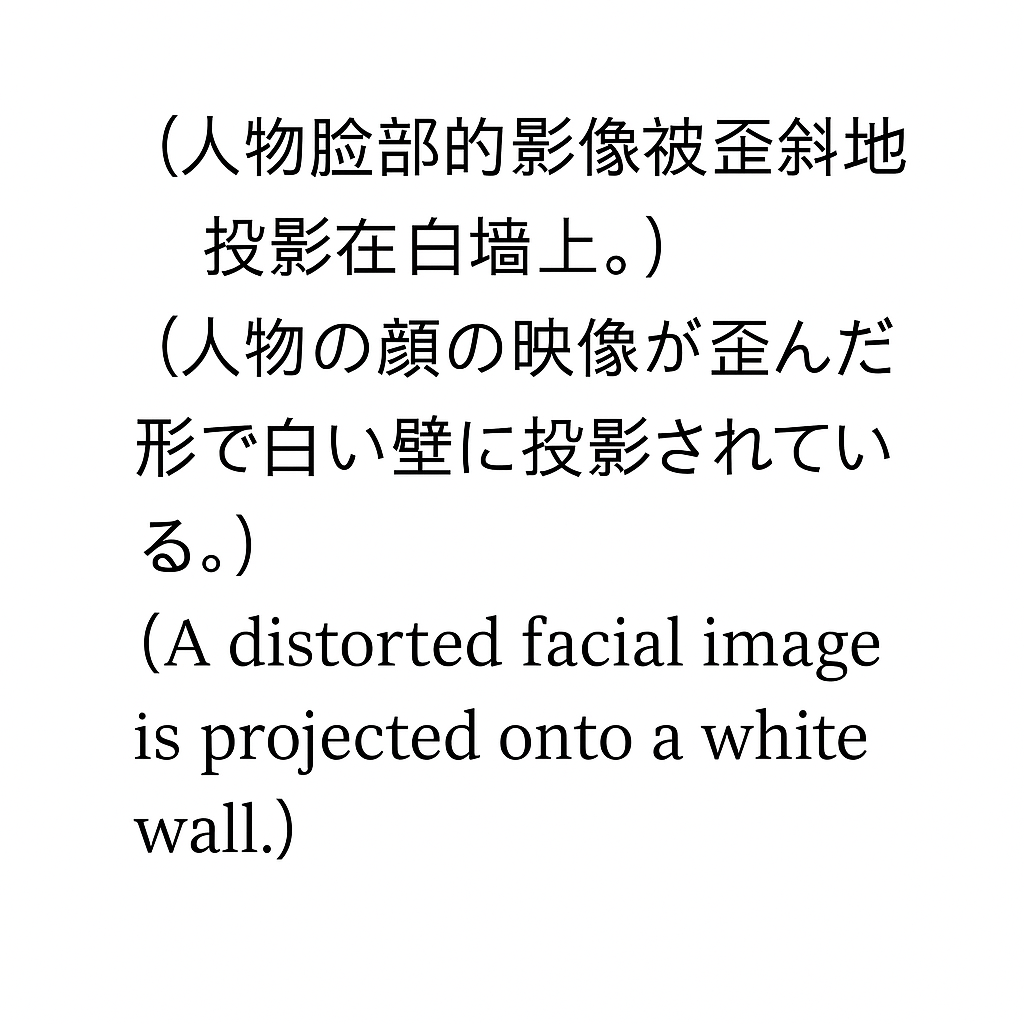 （人物脸部的影像被歪斜地
投影在白墙上。）
（人物の顔の映像が歪んだ
形で白い壁に投影されてい
る。）
(A distorted facial image
is projected onto a white
wall.)